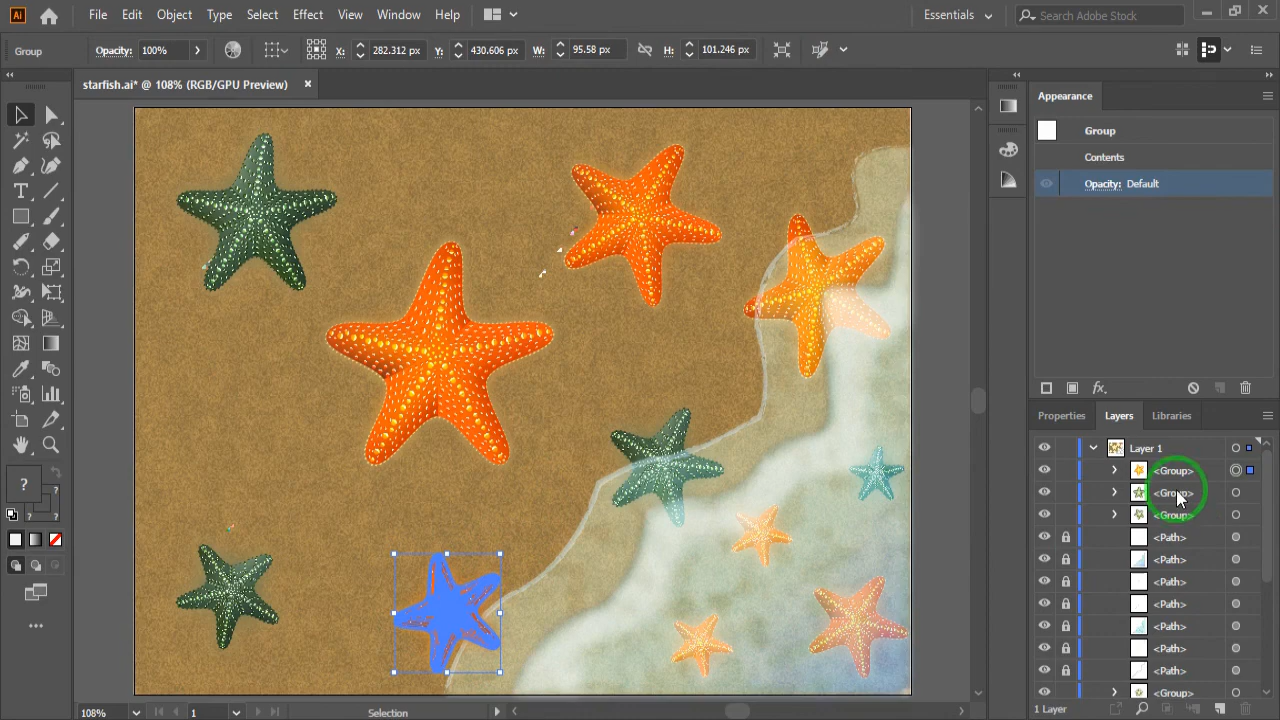 Ai File Edit Object Type Select Effect View Window Help Essentials Search Adobe Stock
Group Opacity: 100% X: 282.312 px Y: 430.606 px W: 95.58 px H: 101.246 px
starfish.ai* @ 108% (RGB/GPU Preview) ×
Appearance
Group
Contents
Opacity: Default
fx.
Properties Layers Libraries
Layer 1
<Group>
<Group>
<Group>
<Path>
<Path>
<Path>
<Path>
<Path>
<Path>
<Path>
<Group>
1 Layer
108% 1 Selection